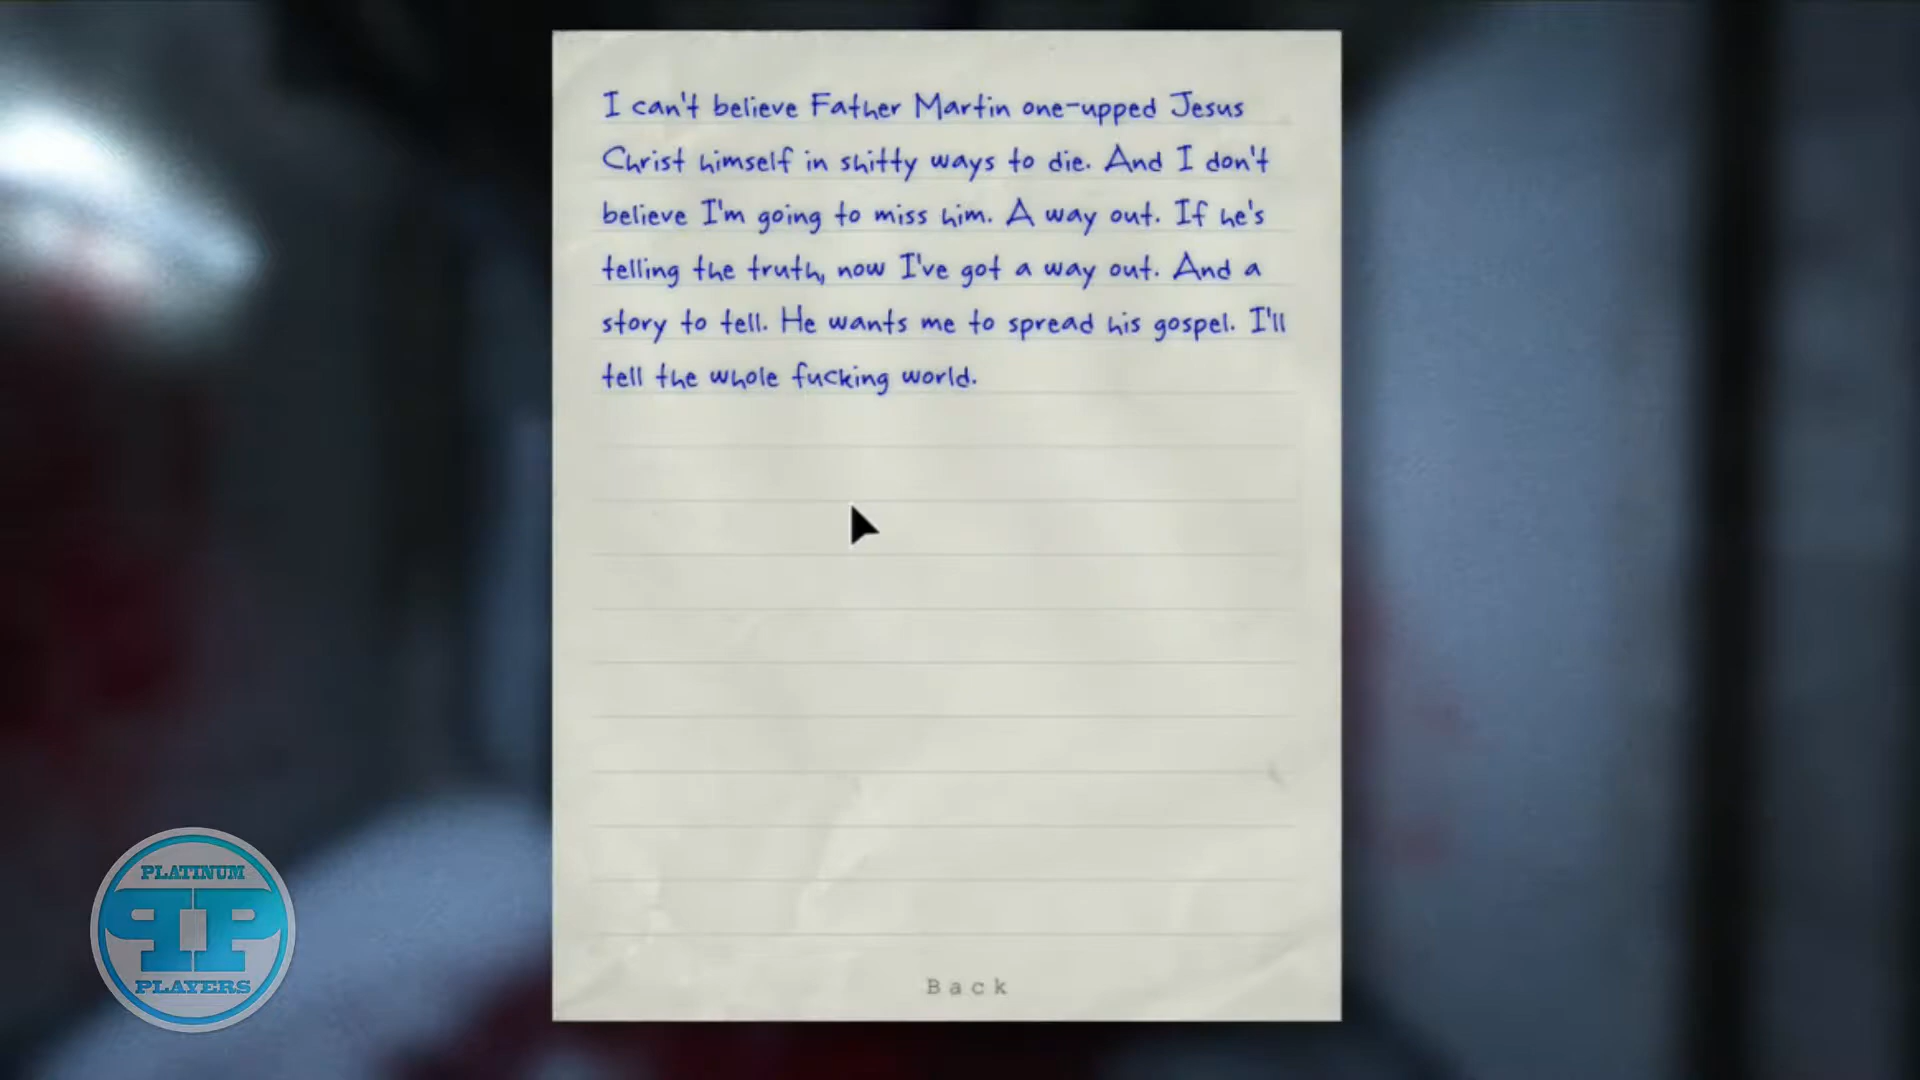 I can't believe Father Martin one-upped Jesus
Christ himself in shitty ways to die. And I don't
believe I'm going to miss him. A way out. If he's
telling the truth, now I've got a way out. And a
story to tell. He wants me to spread his gospel. I'll
tell the whole fucking world.
Back
PLATINUM
PP
PLAYERS